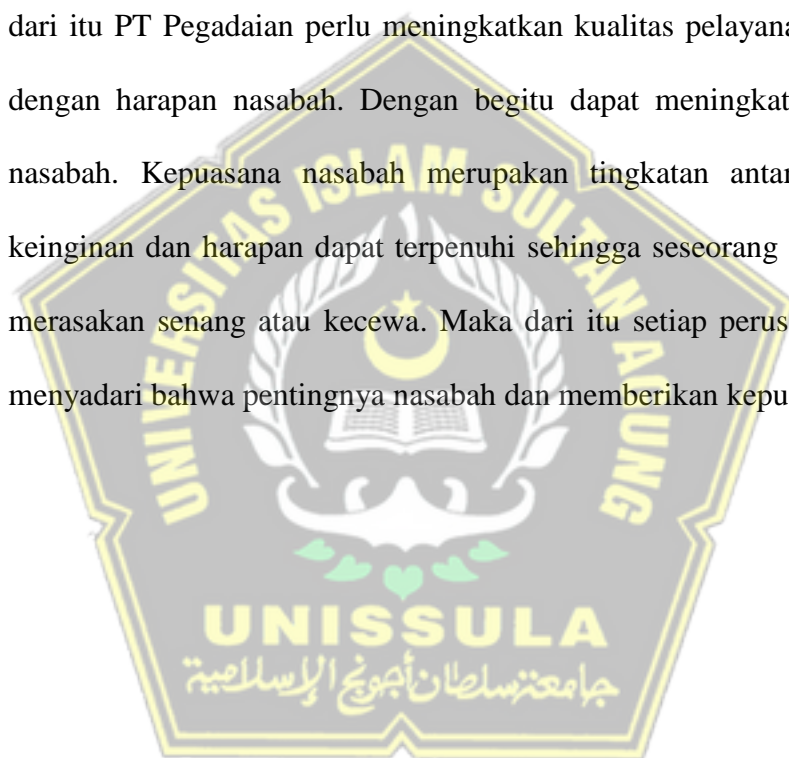 dari itu PT Pegadaian perlu meningkatkan kualitas pelayana
dengan harapan nasabah. Dengan begitu dapat meningkat
nasabah. Kepuasana nasabah merupakan tingkatan antar
keinginan dan harapan dapat terpenuhi sehingga seseorang
merasakan senang atau kecewa. Maka dari itu setiap perus
menyadari bahwa pentingnya nasabah dan memberikan kepu
UNIVERSITAS ISLAM SULTAN AGUNG
UNISSULA
جامعة سلطان أجونج الإسلامية